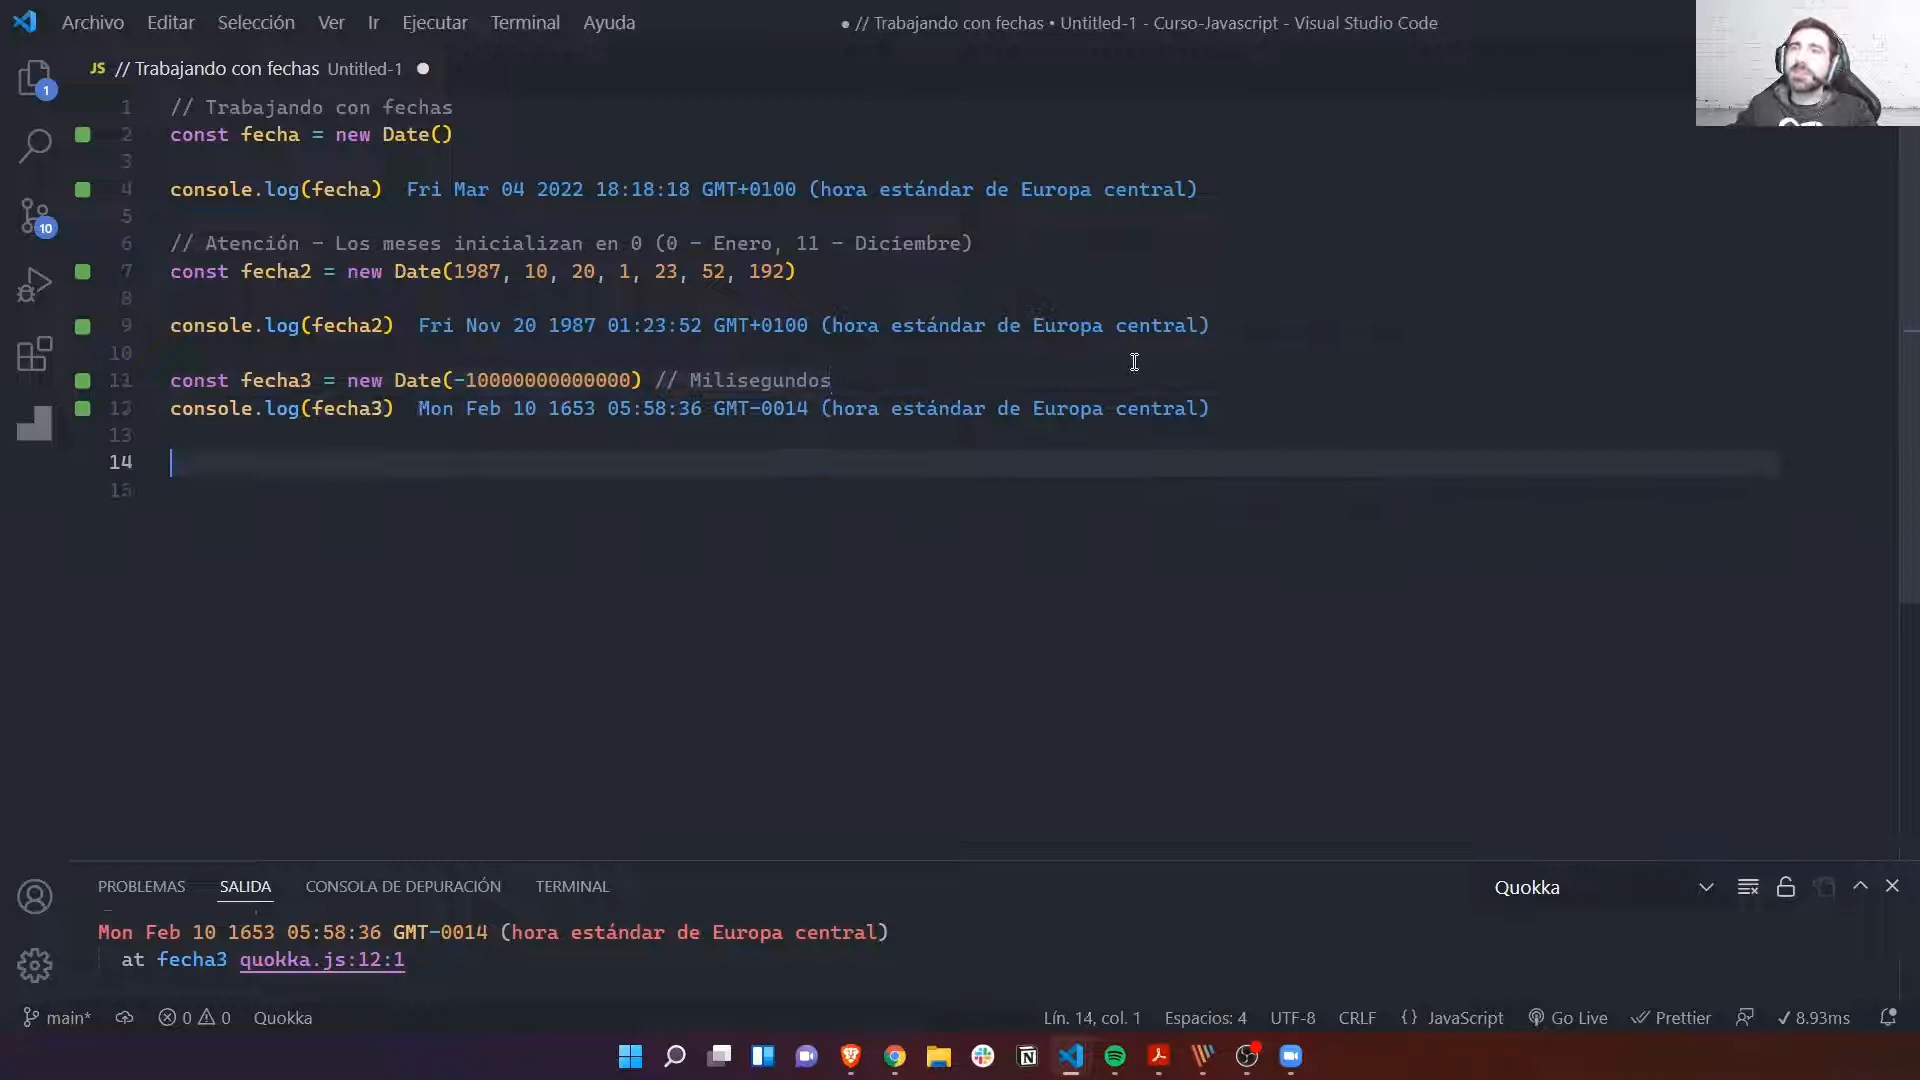 Archivo Editar Selección Ver Ir Ejecutar Terminal Ayuda
● // Trabajando con fechas • Untitled-1 - Curso-Javascript - Visual Studio Code
JS // Trabajando con fechas Untitled-1 ●
1 // Trabajando con fechas
2 const fecha = new Date()
3
4 console.log(fecha) Fri Mar 04 2022 18:18:18 GMT+0100 (hora estándar de Europa central)
5
6 // Atención - Los meses inicializan en 0 (0 - Enero, 11 - Diciembre)
7 const fecha2 = new Date(1987, 10, 20, 1, 23, 52, 192)
8
9 console.log(fecha2) Fri Nov 20 1987 01:23:52 GMT+0100 (hora estándar de Europa central)
10
11 const fecha3 = new Date(-10000000000000) // Milisegundos
12 console.log(fecha3) Mon Feb 10 1653 05:58:36 GMT-0014 (hora estándar de Europa central)
13
14
15
1
10
PROBLEMAS SALIDA CONSOLA DE DEPURACIÓN TERMINAL
Quokka
Mon Feb 10 1653 05:58:36 GMT-0014 (hora estándar de Europa central)
at fecha3 quokka.js:12:1
main* 0 0 Quokka
Lín. 14, col. 1 Espacios: 4 UTF-8 CRLF {} JavaScript Go Live Prettier ✓ 8.93ms